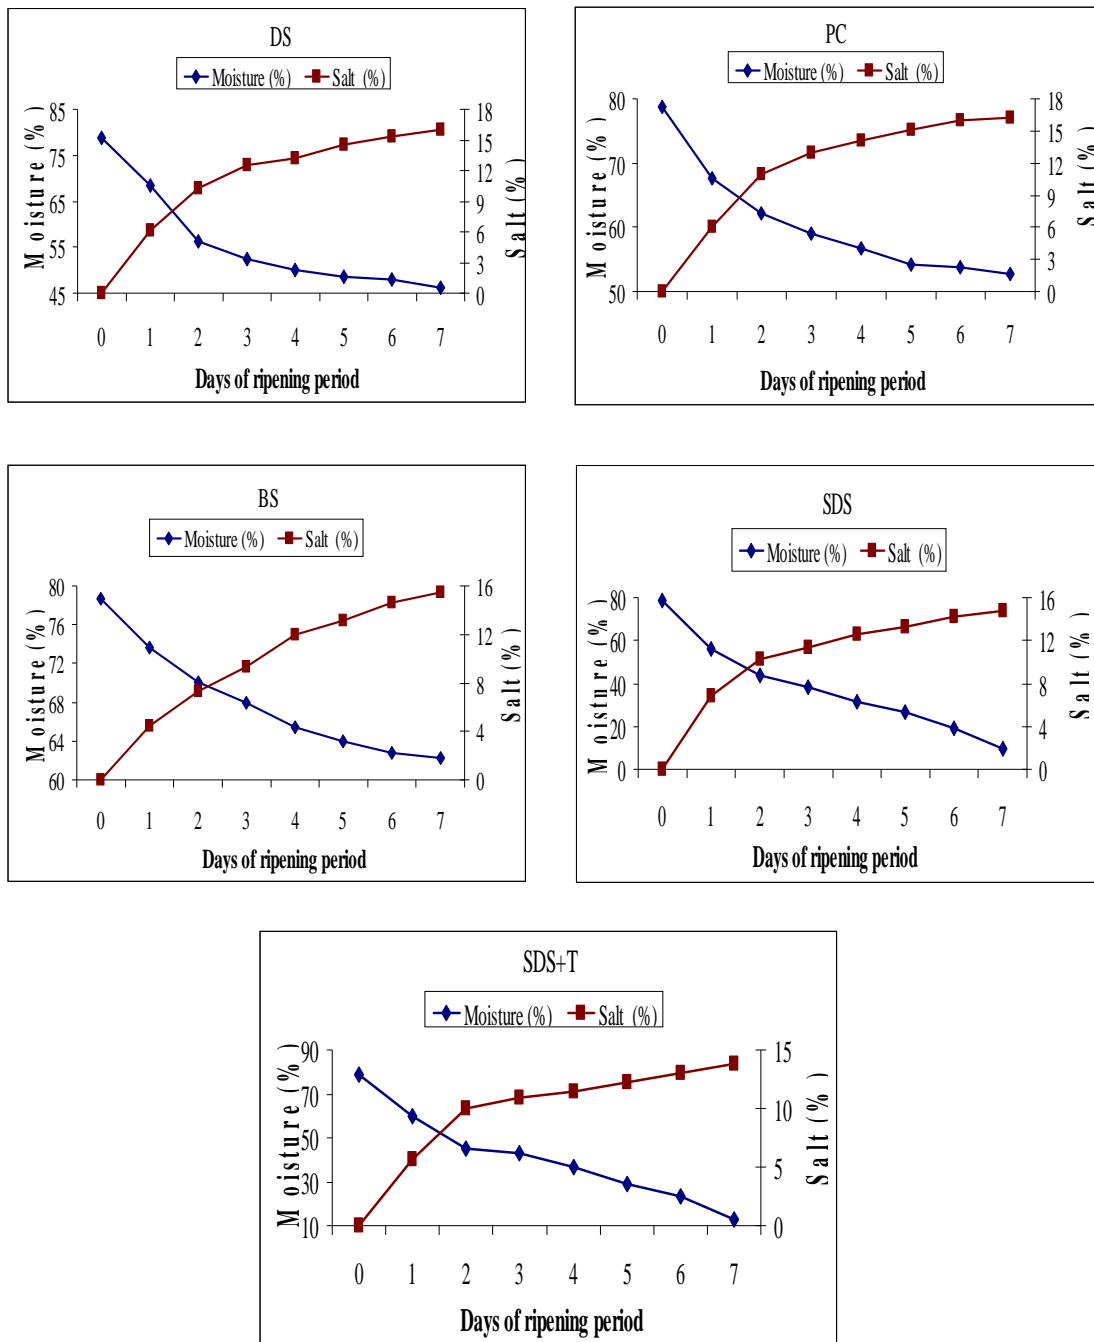 DS
Moisture (%) Salt (%)
Moisture (%)
85
75
65
55
45
18
15
12
9
6
3
0
Salt (%)
0 1 2 3 4 5 6 7
Days of ripening period
PC
Moisture (%) Salt (%)
Moisture (%)
80
70
60
50
18
15
12
9
6
3
0
Salt (%)
0 1 2 3 4 5 6 7
Days of ripening period
BS
Moisture (%) Salt (%)
Moisture (%)
80
76
72
68
64
60
16
12
8
4
0
Salt (%)
0 1 2 3 4 5 6 7
Days of ripening period
SDS
Moisture (%) Salt (%)
Moisture (%)
80
60
40
20
0
16
12
8
4
0
Salt (%)
0 1 2 3 4 5 6 7
Days of ripening period
SDS+T
Moisture (%) Salt (%)
Moisture (%)
90
70
50
30
10
15
10
5
0
Salt (%)
0 1 2 3 4 5 6 7
Days of ripening period